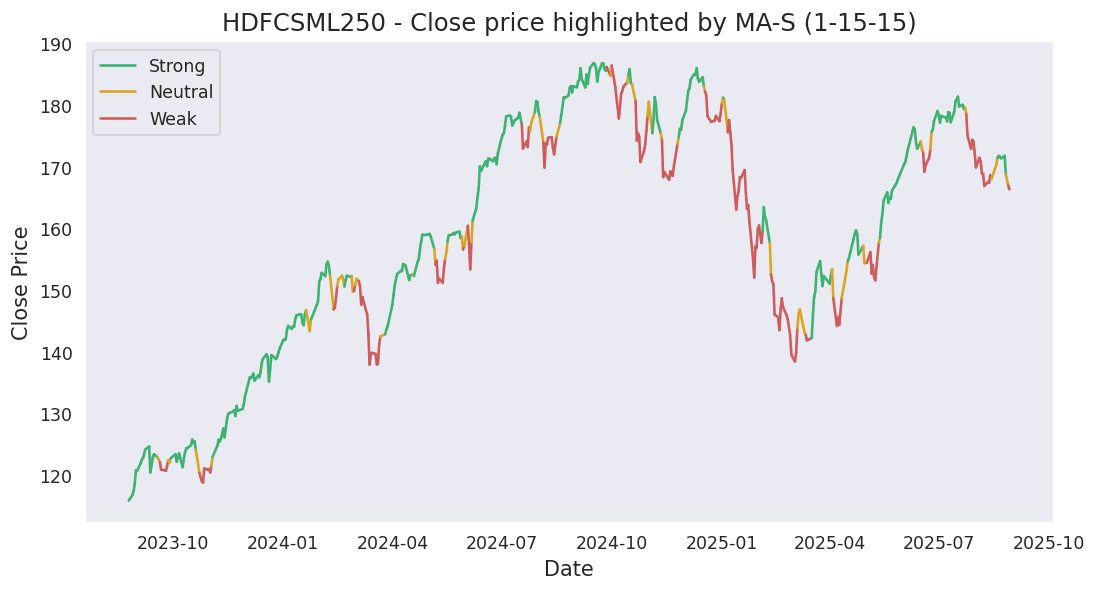 HDFCSML250 - Close price highlighted by MA-S (1-15-15)
Strong
Neutral
Weak
Close Price
190
180
170
160
150
140
130
120
2023-10 2024-01 2024-04 2024-07 2024-10 2025-01 2025-04 2025-07 2025-10
Date